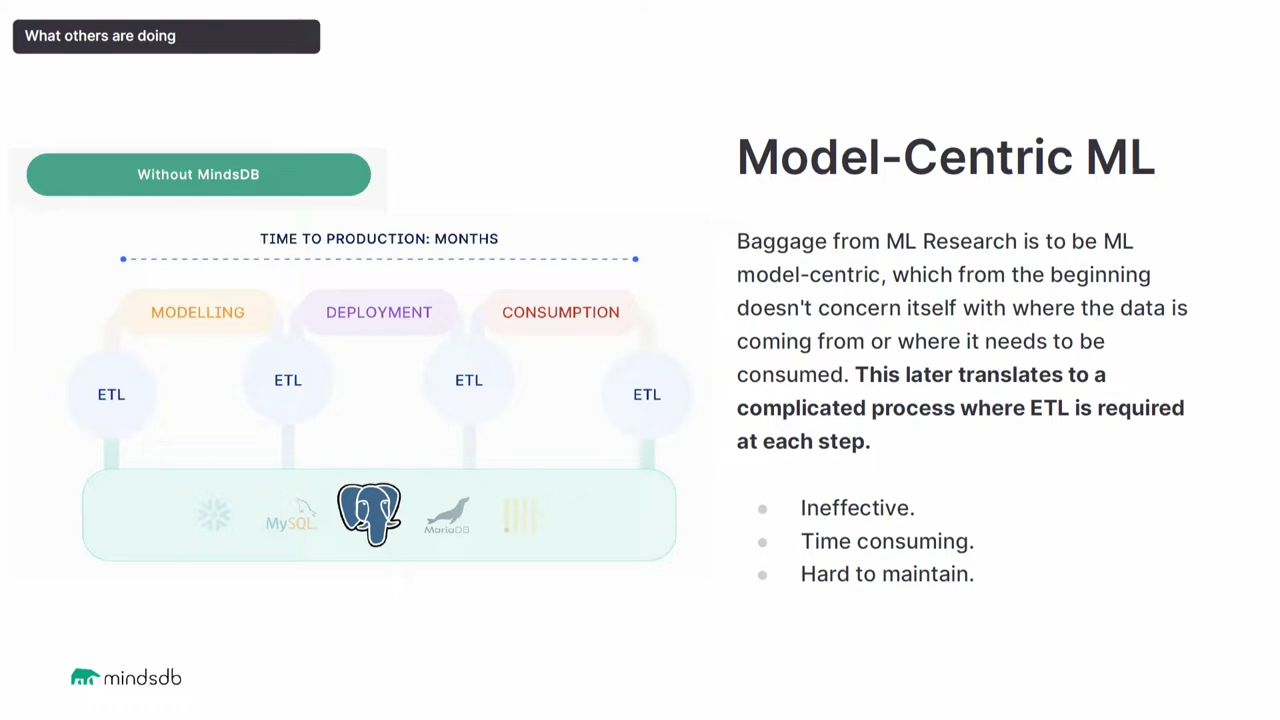 What others are doing
Without MindsDB
TIME TO PRODUCTION: MONTHS
MODELLING
DEPLOYMENT
CONSUMPTION
ETL
ETL
ETL
ETL
MySQL
MariaDB
Model-Centric ML
Baggage from ML Research is to be ML
model-centric, which from the beginning
doesn't concern itself with where the data is
coming from or where it needs to be
consumed. This later translates to a
complicated process where ETL is required
at each step.
Ineffective.
Time consuming.
Hard to maintain.
mindsdb